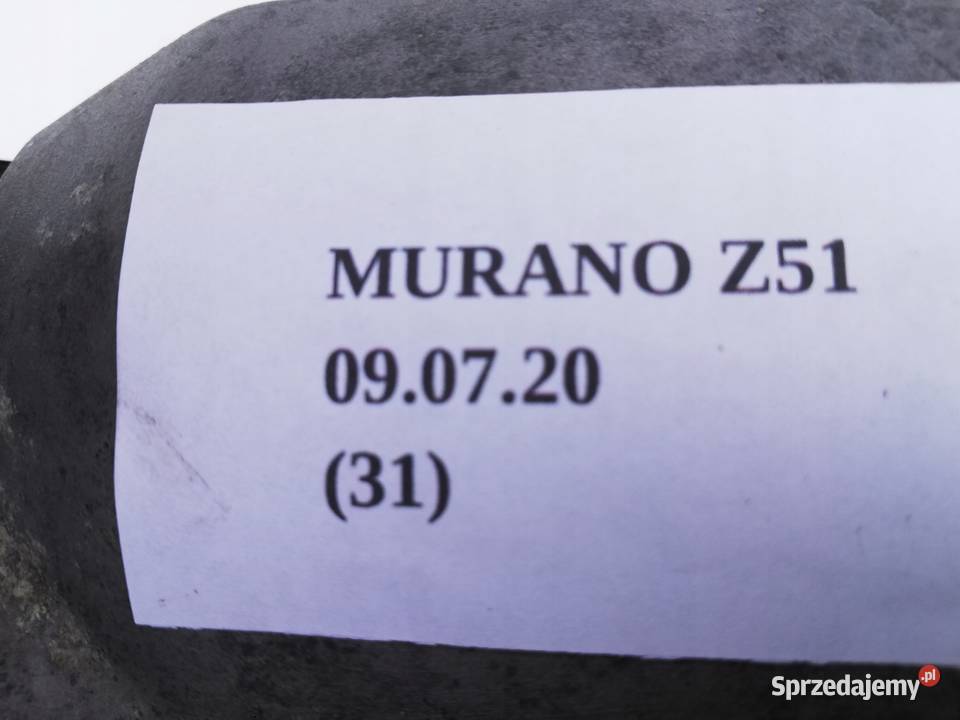 MURANO Z51
09.07.20
(31)
Sprzedajemy.pl